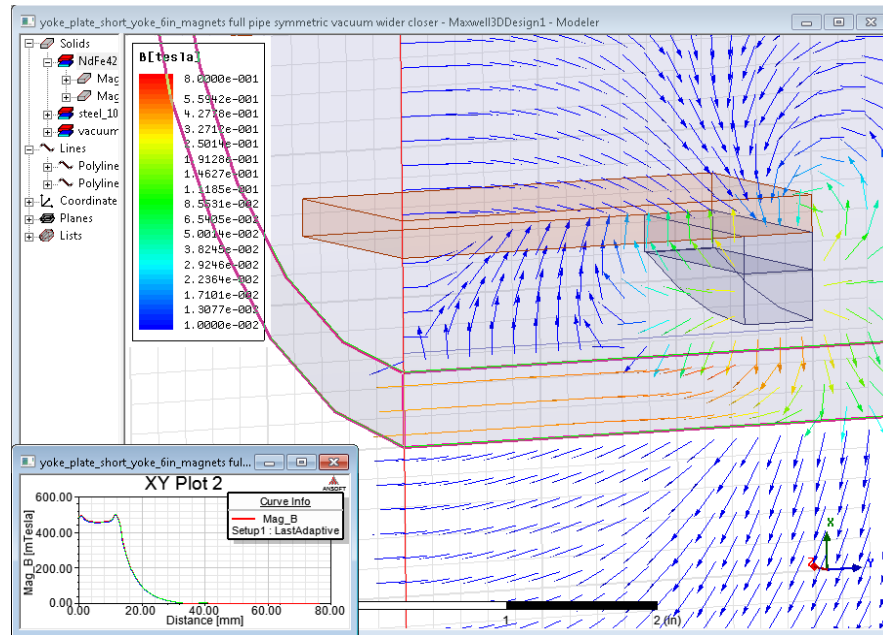 yoke_plate_short_yoke_6in_magnets full pipe symmetric vacuum wider closer - Maxwell3DDesign1 - Modeler
Solids
NdFe42
Mag
Mag
steel_10
vacuum
Lines
Polyline
Polyline
Coordinate
Planes
Lists
B[tesla]
8.0000e-001
5.5942e-001
4.2778e-001
3.2712e-001
2.5014e-001
1.9128e-001
1.4627e-001
1.1185e-001
8.5531e-002
6.5405e-002
5.0014e-002
3.8245e-002
2.9246e-002
2.2364e-002
1.7101e-002
1.3077e-002
1.0000e-002
X
Z
1
2 (in)
yoke_plate_short_yoke_6in_magnets ful...
XY Plot 2
ANSOFT
Curve Info
Mag_B
Setup1 : LastAdaptive
Mag_B [mTesla]
600.00
400.00
200.00
0.00
0.00
20.00
40.00
60.00
80.00
Distance [mm]